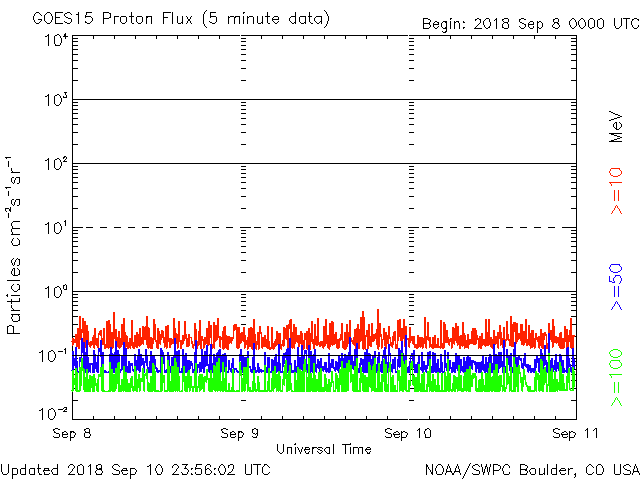 GOES15 Proton Flux (5 minute data)
Begin: 2018 Sep 8 0000 UTC
10⁴
10³
10²
10¹
10⁰
10⁻¹
10⁻²
Particles cm⁻²s⁻¹sr⁻¹
MeV
>=10
>=50
>=100
Sep 8
Sep 9
Sep 10
Sep 11
Universal Time
Updated 2018 Sep 10 23:56:02 UTC
NOAA/SWPC Boulder, CO USA